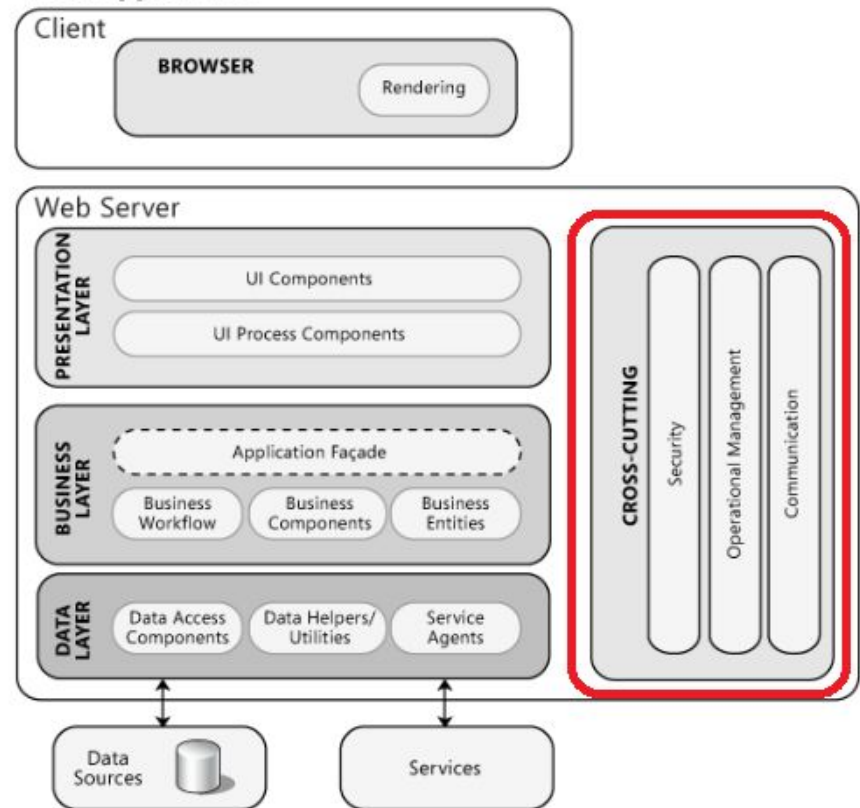 Client
BROWSER
Rendering
Web Server
PRESENTATION
LAYER
UI Components
UI Process Components
BUSINESS
LAYER
Application Façade
Business
Workflow
Business
Components
Business
Entities
DATA
LAYER
Data Access
Components
Data Helpers/
Utilities
Service
Agents
CROSS-CUTTING
Security
Operational Management
Communication
Data
Sources
Services